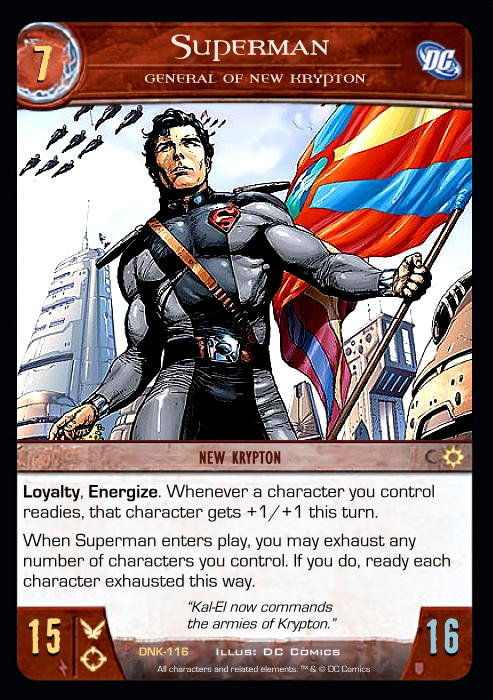 7
Superman
General of New Krypton
DC
S
New Krypton
Loyalty, Energize. Whenever a character you control
readies, that character gets +1/+1 this turn.
When Superman enters play, you may exhaust any
number of characters you control. If you do, ready each
character exhausted this way.
“Kal-El now commands
the armies of Krypton.”
15
16
DNK-116 Illus: DC Comics
All characters and related elements: ™ & © DC Comics